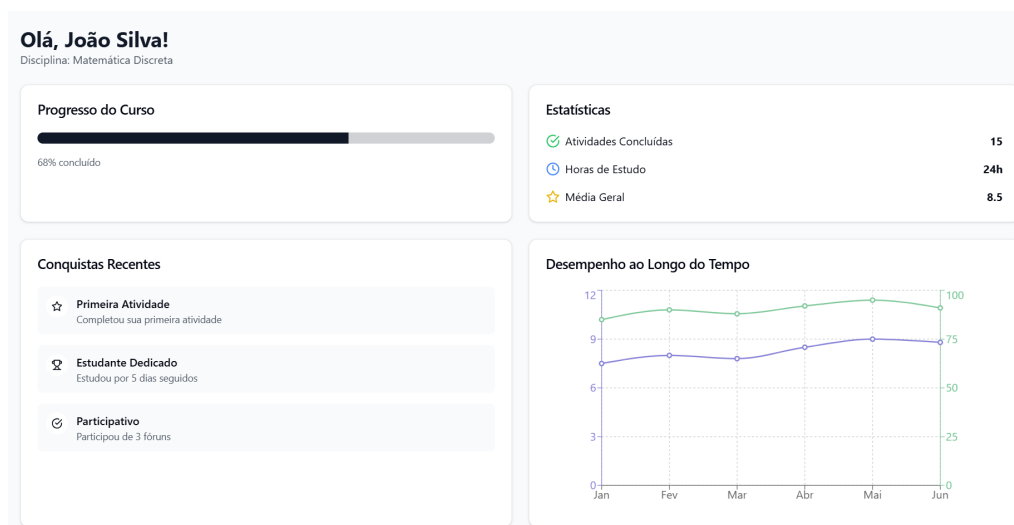 Olá, João Silva!
Disciplina: Matemática Discreta
Progresso do Curso
68% concluído
Estatísticas
Atividades Concluídas 15
Horas de Estudo 24h
Média Geral 8.5
Conquistas Recentes
Primeira Atividade
Completou sua primeira atividade
Estudante Dedicado
Estudou por 5 dias seguidos
Participativo
Participou de 3 fóruns
Desempenho ao Longo do Tempo
12 100
9 75
6 50
3 25
0 0
Jan Fev Mar Abr Mai Jun